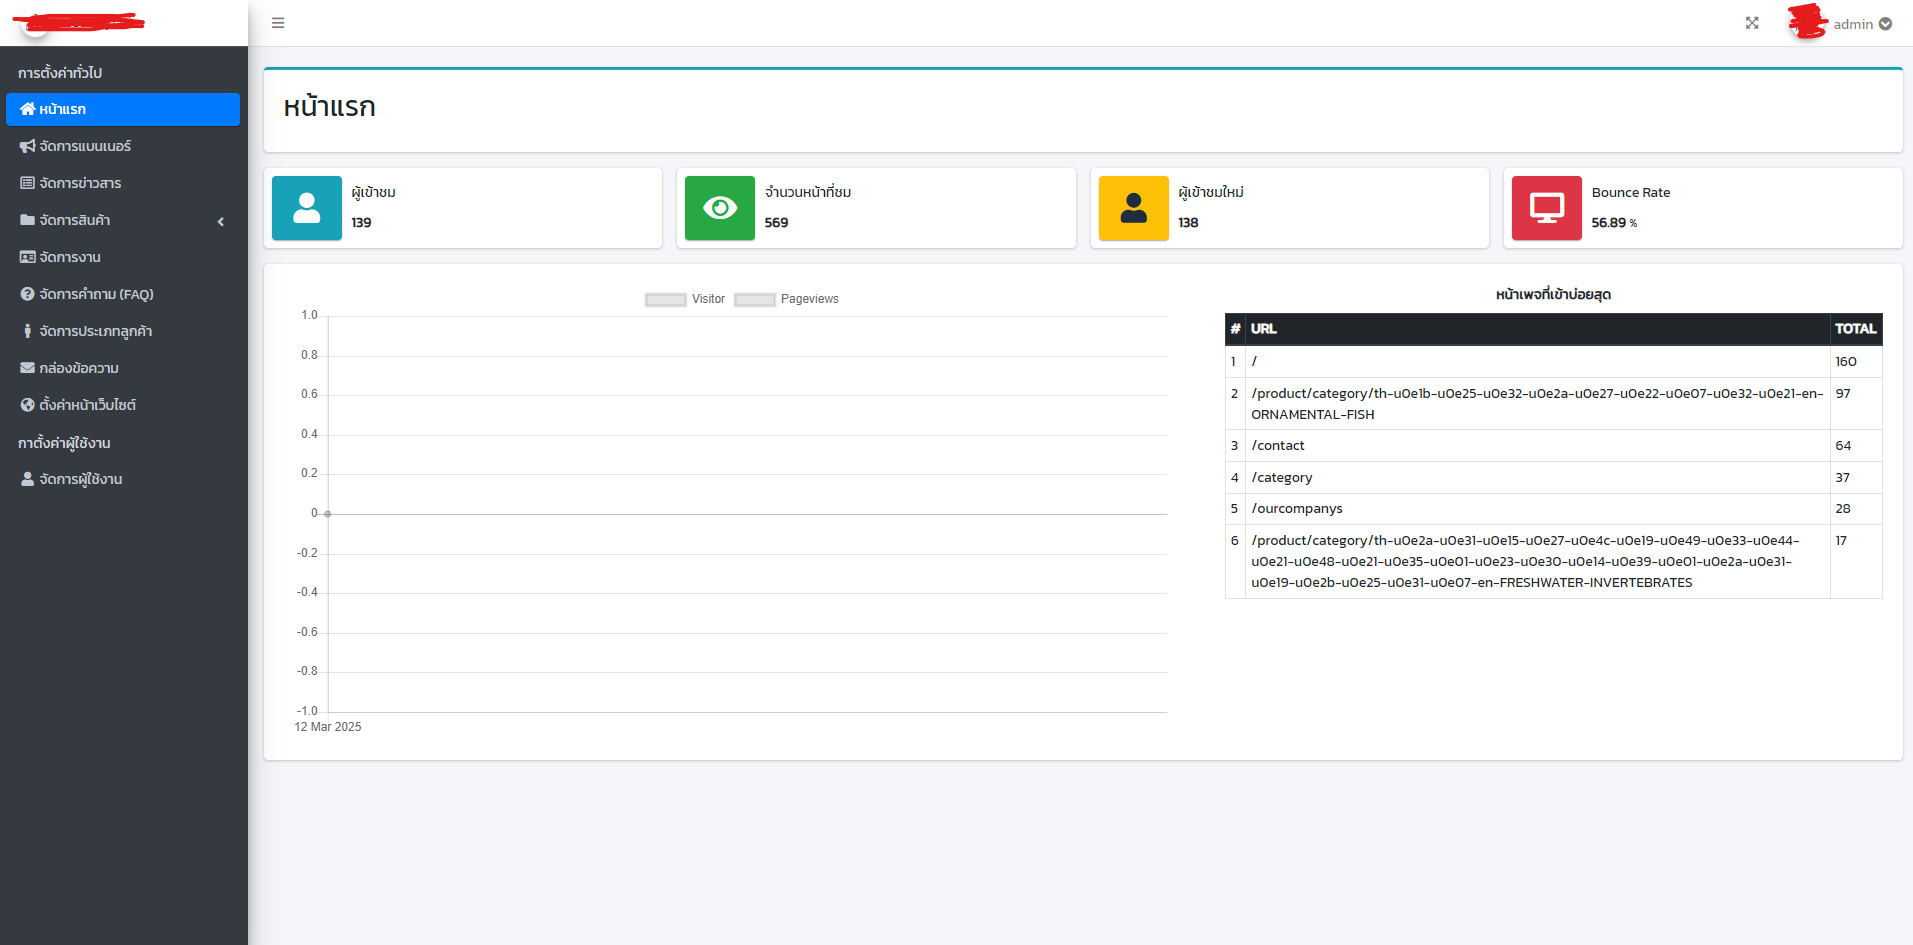 admin
การตั้งค่าทั่วไป
หน้าแรก
จัดการแบนเนอร์
จัดการข่าวสาร
จัดการสินค้า
จัดการงาน
จัดการคำถาม (FAQ)
จัดการประเภทลูกค้า
กล่องข้อความ
ตั้งค่าหน้าเว็บไซต์
กาตั้งค่าผู้ใช้งาน
จัดการผู้ใช้งาน
หน้าแรก
ผู้เข้าชม
139
จำนวนหน้าที่ชม
569
ผู้เข้าชมใหม่
138
Bounce Rate
56.89 %
Visitor Pageviews
1.0
0.8
0.6
0.4
0.2
0
-0.2
-0.4
-0.6
-0.8
-1.0
12 Mar 2025
หน้าเพจที่เข้าบ่อยสุด
# URL TOTAL
1 / 160
2 /product/category/th-u0e1b-u0e25-u0e32-u0e2a-u0e27-u0e22-u0e07-u0e32-u0e21-en- 97
ORNAMENTAL-FISH
3 /contact 64
4 /category 37
5 /ourcompanys 28
6 /product/category/th-u0e2a-u0e31-u0e15-u0e27-u0e4c-u0e19-u0e49-u0e33-u0e44- 17
u0e21-u0e48-u0e21-u0e35-u0e01-u0e23-u0e30-u0e14-u0e39-u0e01-u0e2a-u0e31-
u0e19-u0e2b-u0e25-u0e31-u0e07-en-FRESHWATER-INVERTEBRATES